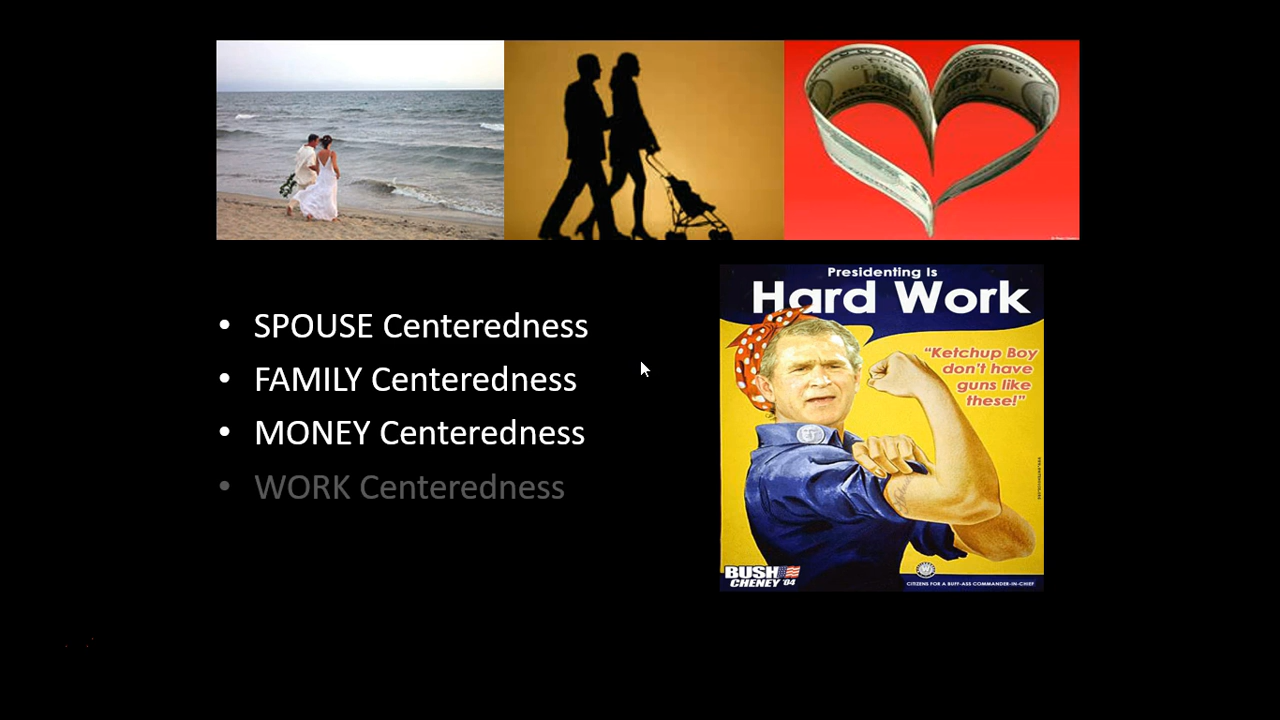 • SPOUSE Centeredness
• FAMILY Centeredness
• MONEY Centeredness
• WORK Centeredness
Presidenting Is
Hard Work
“Ketchup Boy
don't have
guns like
these!”
BUSH
CHENEY '04
CITIZENS FOR A BUFF-ASS COMMANDER-IN-CHIEF